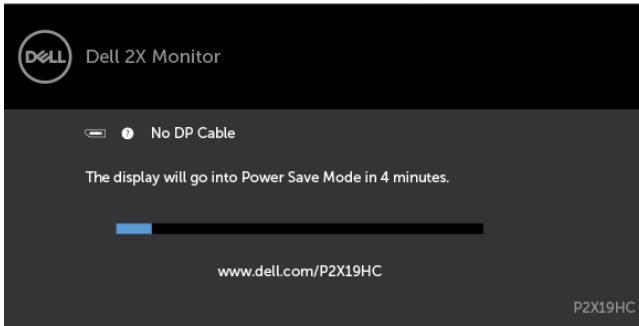 DELL
Dell 2X Monitor
? No DP Cable
The display will go into Power Save Mode in 4 minutes.
www.dell.com/P2X19HC
P2X19HC